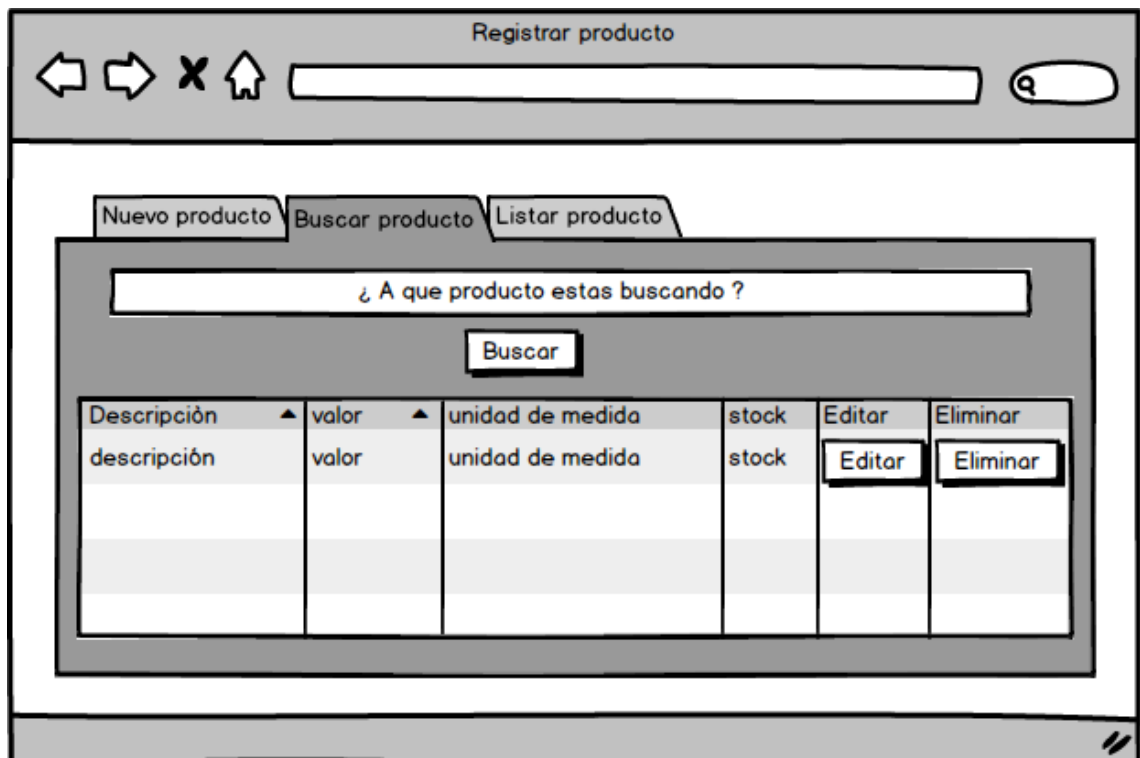 Registrar producto
Nuevo producto Buscar producto Listar producto
¿ A que producto estas buscando ?
Buscar
Descripciòn valor unidad de medida stock Editar Eliminar
descripción valor unidad de medida stock Editar Eliminar